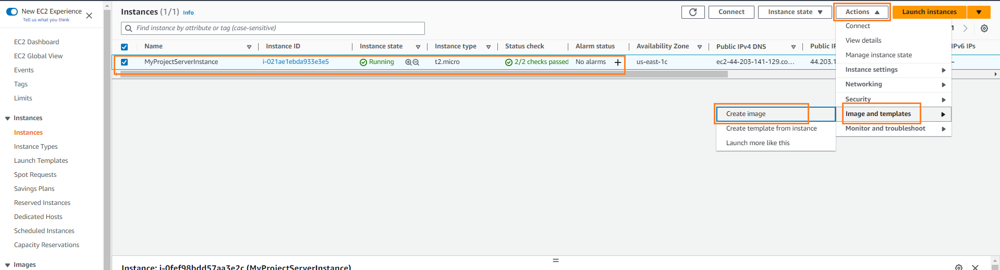 New EC2 Experience
Tell us what you think
EC2 Dashboard
EC2 Global View
Events
Tags
Limits
Instances
Instances
Instance Types
Launch Templates
Spot Requests
Savings Plans
Reserved Instances
Dedicated Hosts
Scheduled Instances
Capacity Reservations
Images
Instances (1/1) Info
Connect
Instance state
Actions
Launch instances
Find instance by attribute or tag (case-sensitive)
1
Name Instance ID Instance state Instance type Status check Alarm status Availability Zone Public IPv4 DNS Public IP IPv6 IPs
MyProjectServerInstance i-021ae1ebda933e3e5 Running t2.micro 2/2 checks passed No alarms + us-east-1c ec2-44-203-141-129.co... 44.203.1 –
Connect
View details
Manage instance state
Instance settings
Networking
Security
Image and templates
Monitor and troubleshoot
Create image
Create template from instance
Launch more like this
Instance: i-0fef98bdd57aa3e2c (MyProjectServerInstance)